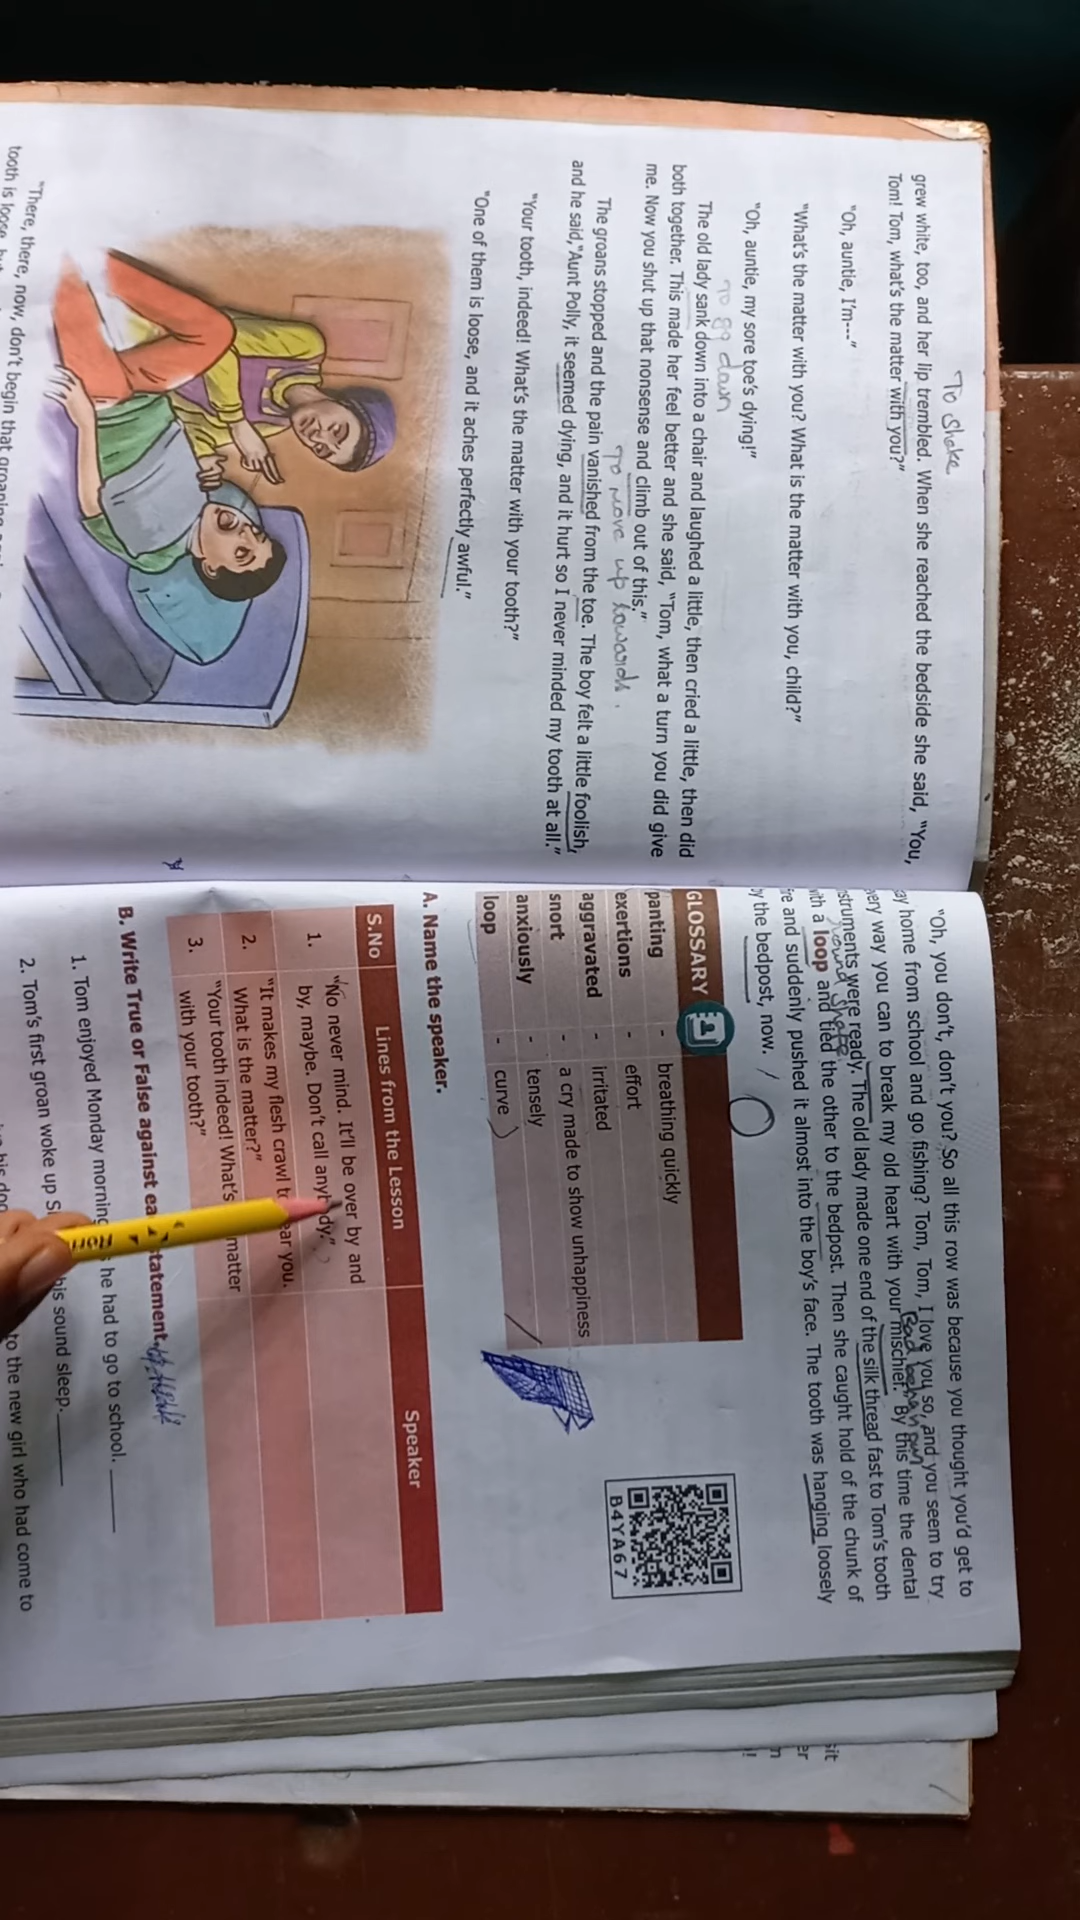 To Shake
grew white, too, and her lip trembled. When she reached the bedside she said, "You,
Tom! Tom, what's the matter with you?"
"Oh, auntie, I'm---"
"What's the matter with you? What is the matter with you, child?"
"Oh, auntie, my sore toe's dying!"
To go down
The old lady sank down into a chair and laughed a little, then cried a little, then did
both together. This made her feel better and she said, "Tom, what a turn you did give
me. Now you shut up that nonsense and climb out of this."
To move up towards.
The groans stopped and the pain vanished from the toe. The boy felt a little foolish,
and he said, "Aunt Polly, it seemed dying, and it hurt so I never minded my tooth at all."
"Your tooth, indeed! What's the matter with your tooth?"
"One of them is loose, and it aches perfectly awful."
"There, there, now, don't begin that groaning
tooth is loose
"Oh, you don't, don't you? So all this row was because you thought you'd get to
home from school and go fishing? Tom, Tom, I love you so, and you seem to try
Bad behaviour
way you can to break my old heart with your mischief." By this time the dental
were ready. The old lady made one end of the silk thread fast to Tom's tooth
round shape
with a loop and tied the other to the bedpost. Then she caught hold of the chunk of
and suddenly pushed it almost into the boy's face. The tooth was hanging loosely
by the bedpost, now.
GLOSSARY
panting - breathing quickly
exertions - effort
aggravated - irritated
snort - a cry made to show unhappiness
anxiously - tensely
loop - curve
B4YA67
A. Name the speaker.
S.No Lines from the Lesson Speaker
1. "No never mind. It'll be over by and
by, maybe. Don't call
2. "It makes my flesh crawl you.
What is the matter?"
3. "Your tooth indeed! What's matter
with your tooth?"
B. Write True or False against
1. Tom enjoyed Monday he had to go to school.
2. Tom's first groan woke up his sound sleep.
to the new girl who had come to